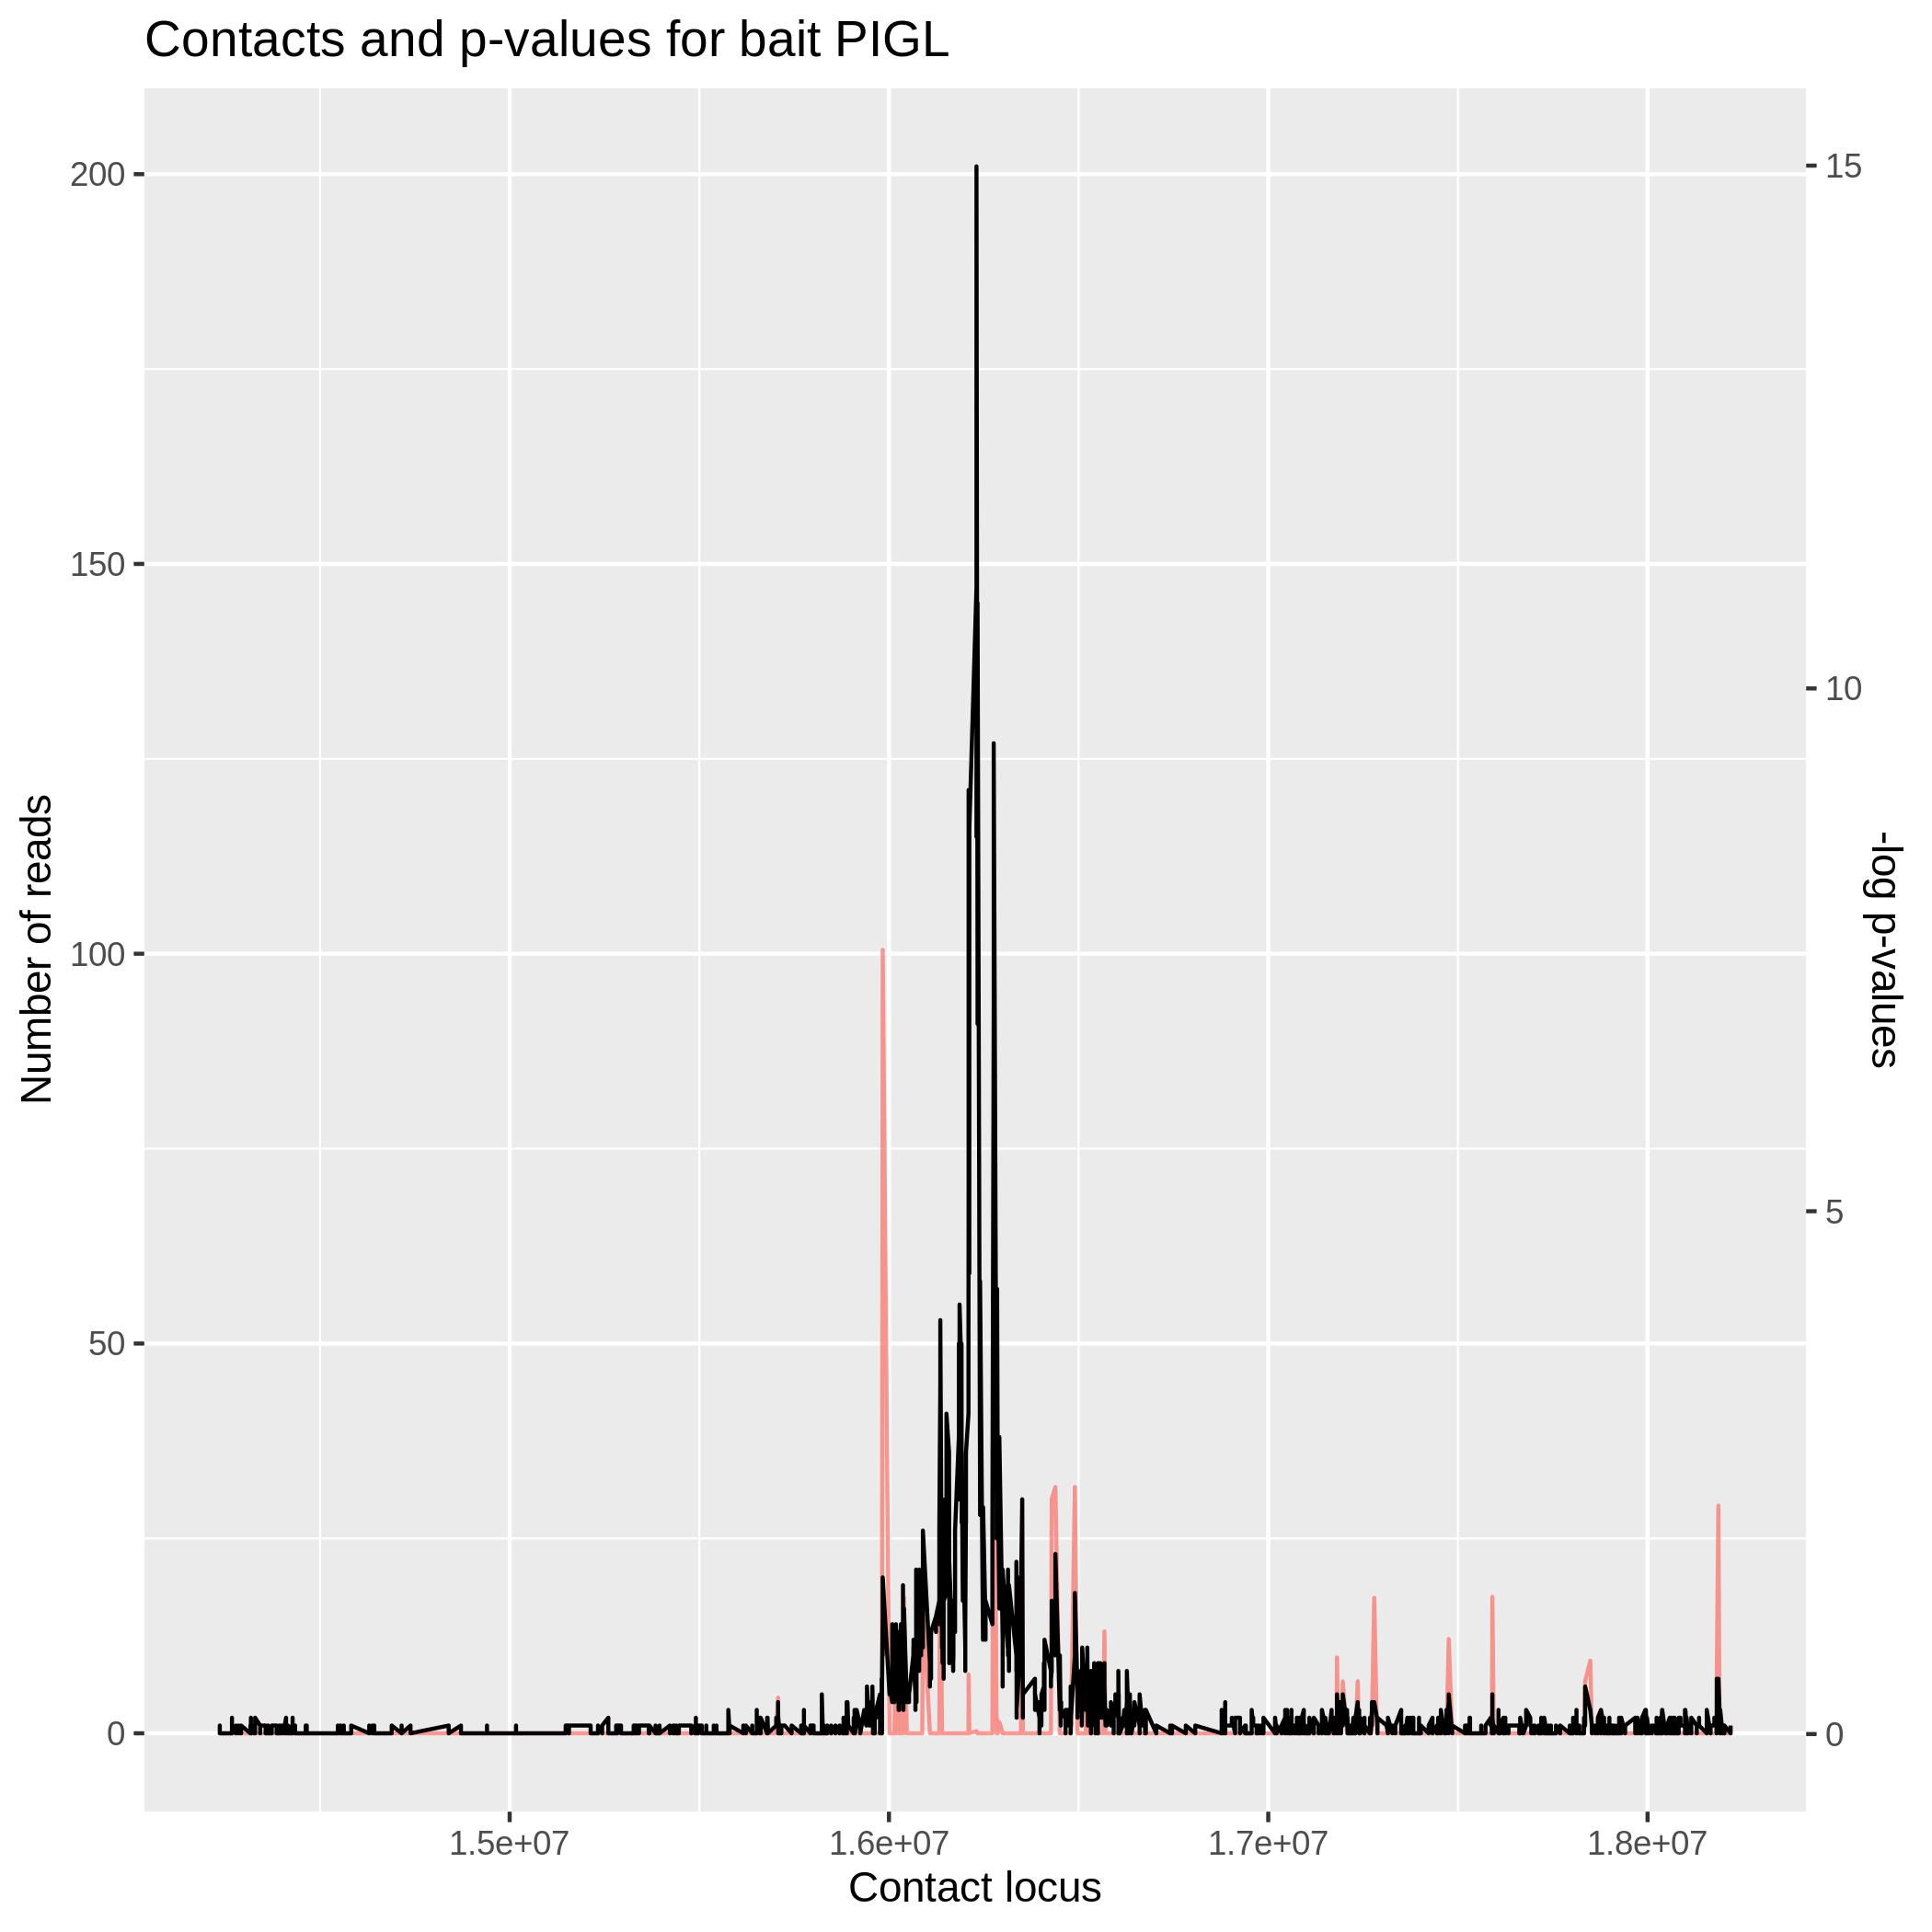 Contacts and p-values for bait PIGL
200
150
100
50
0
Number of reads
15
10
5
0
-log p-values
1.5e+07
1.6e+07
1.7e+07
1.8e+07
Contact locus